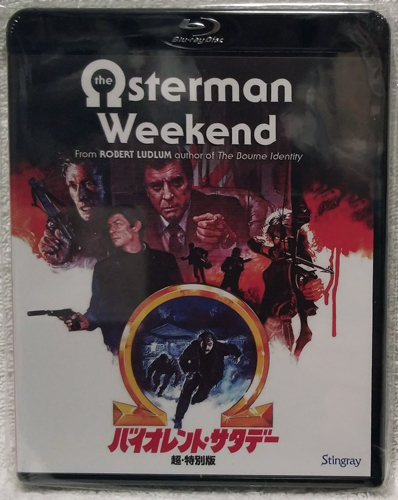 Blu-ray Disc
the Ωsterman
Weekend
From ROBERT LUDLUM author of The Bourne Identity
バイオレント・サタデー
超・特別版
Stingray